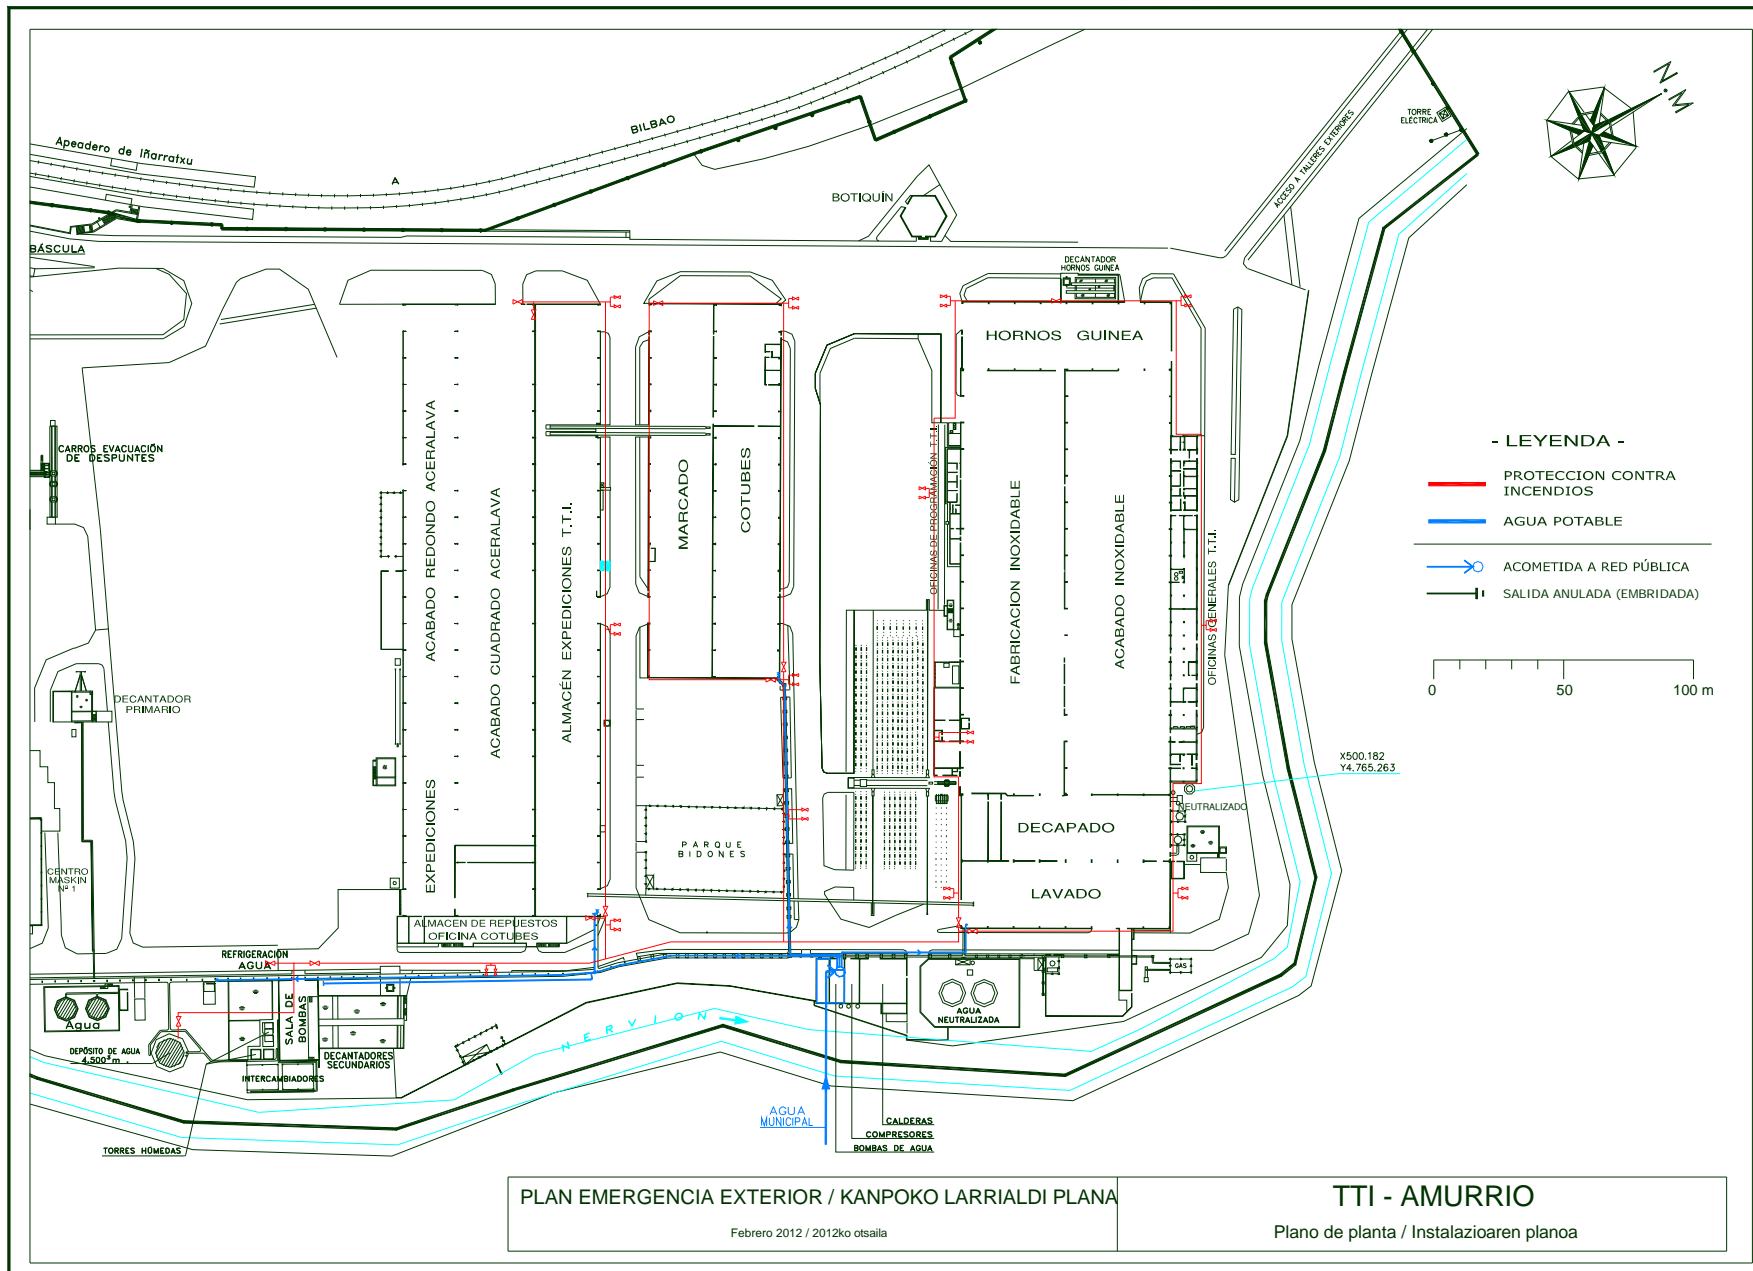 Apeadero de Iñarratxu
A
BILBAO
BÁSCULA
BOTIQUÍN
ACCESO A TALLERES EXTERIORES
TORRE
ELÉCTRICA
N.M
DECANTADOR
HORNOS GUINEA
HORNOS GUINEA
CARROS EVACUACIÓN
DE DESPUNTES
ACABADO REDONDO ACERALAVA
EXPEDICIONES
ACABADO CUADRADO ACERALAVA
ALMACÉN EXPEDICIONES T.T.I.
MARCADO
COTUBES
OFICINAS DE PROGRAMACIÓN T.T.I.
FABRICACION INOXIDABLE
ACABADO INOXIDABLE
OFICINAS GENERALES T.T.I.
- LEYENDA -
PROTECCION CONTRA
INCENDIOS
AGUA POTABLE
ACOMETIDA A RED PÚBLICA
SALIDA ANULADA (EMBRIDADA)
0 50 100 m
DECANTADOR
PRIMARIO
X500.182
Y4.765.263
NEUTRALIZADO
DECAPADO
LAVADO
PARQUE
BIDONES
CENTRO
MASKIN
Nº 1
ALMACEN DE REPUESTOS
OFICINA COTUBES
REFRIGERACIÓN
AGUA
Agua
SALA DE
BOMBAS
DEPÓSITO DE AGUA
4.500 m³
DECANTADORES
SECUNDARIOS
INTERCAMBIADORES
TORRES HÚMEDAS
NERVION
AGUA
NEUTRALIZADA
GAS
AGUA
MUNICIPAL
CALDERAS
COMPRESORES
BOMBAS DE AGUA
PLAN EMERGENCIA EXTERIOR / KANPOKO LARRIALDI PLANA
Febrero 2012 / 2012ko otsaila
TTI - AMURRIO
Plano de planta / Instalazioaren planoa